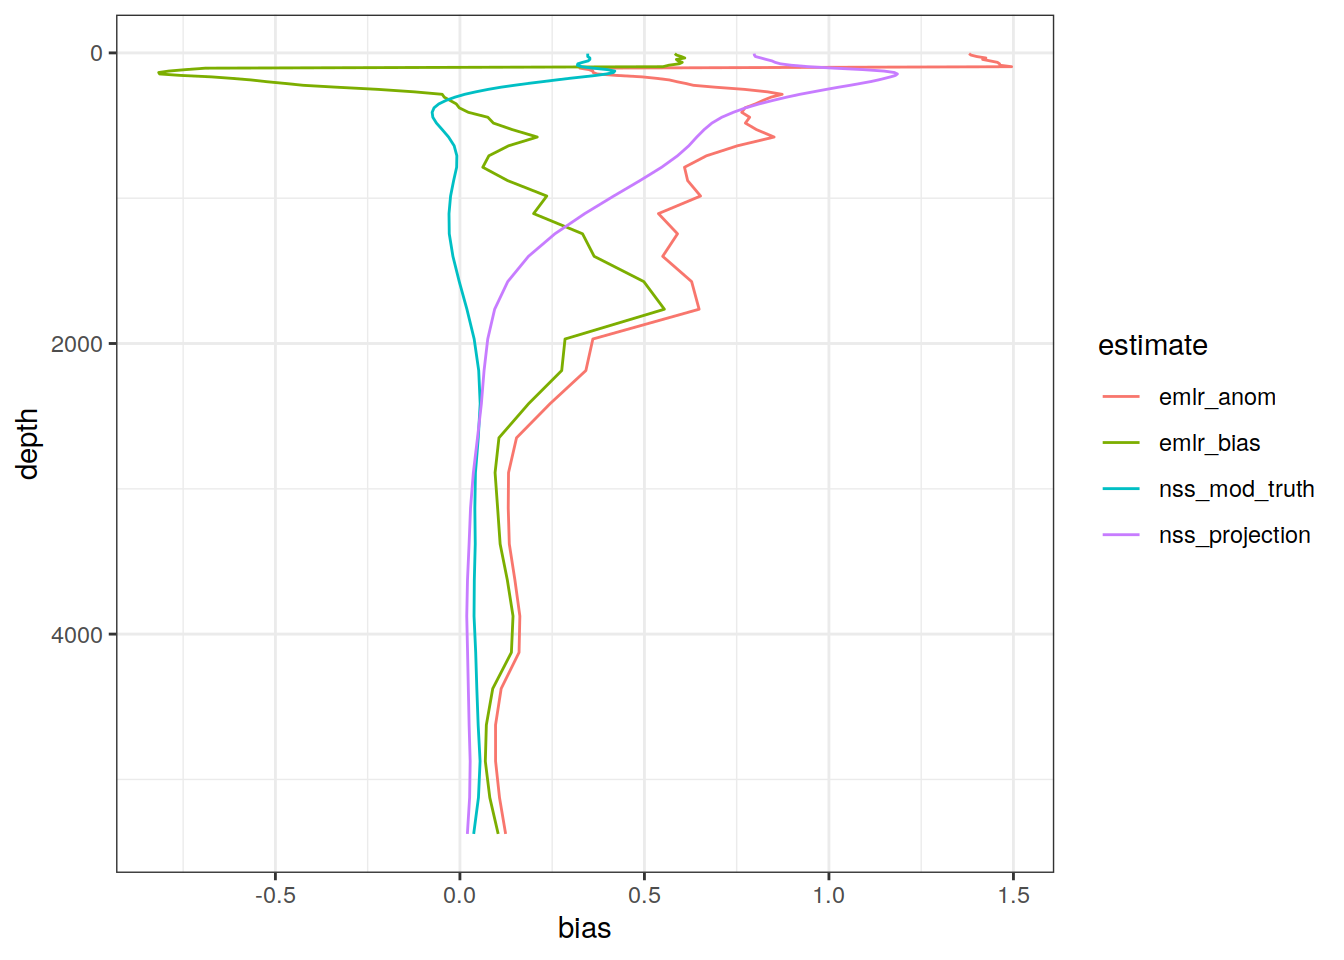 0
2000
4000
depth
-0.5
0.0
0.5
1.0
1.5
bias
estimate
emlr_anom
emlr_bias
nss_mod_truth
nss_projection